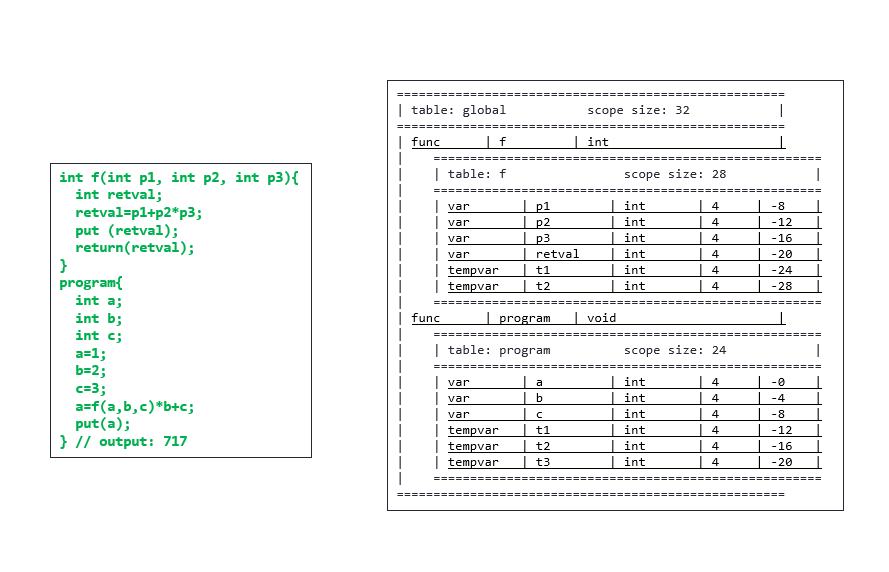 int f(int p1, int p2, int p3){
int retval;
retval=p1+p2*p3;
put (retval);
return(retval);
}
program{
int a;
int b;
int c;
a=1;
b=2;
c=3;
a=f(a,b,c)*b+c;
put(a);
} // output: 717
=====================================================
| table: global scope size: 32 |
=====================================================
| func | f | int |
| =====================================================
| | table: f scope size: 28 |
| =====================================================
| | var | p1 | int | 4 | -8 |
| | var | p2 | int | 4 | -12 |
| | var | p3 | int | 4 | -16 |
| | var | retval | int | 4 | -20 |
| | tempvar | t1 | int | 4 | -24 |
| | tempvar | t2 | int | 4 | -28 |
| =====================================================
| func | program | void |
| =====================================================
| | table: program scope size: 24 |
| =====================================================
| | var | a | int | 4 | -0 |
| | var | b | int | 4 | -4 |
| | var | c | int | 4 | -8 |
| | tempvar | t1 | int | 4 | -12 |
| | tempvar | t2 | int | 4 | -16 |
| | tempvar | t3 | int | 4 | -20 |
| =====================================================
=====================================================